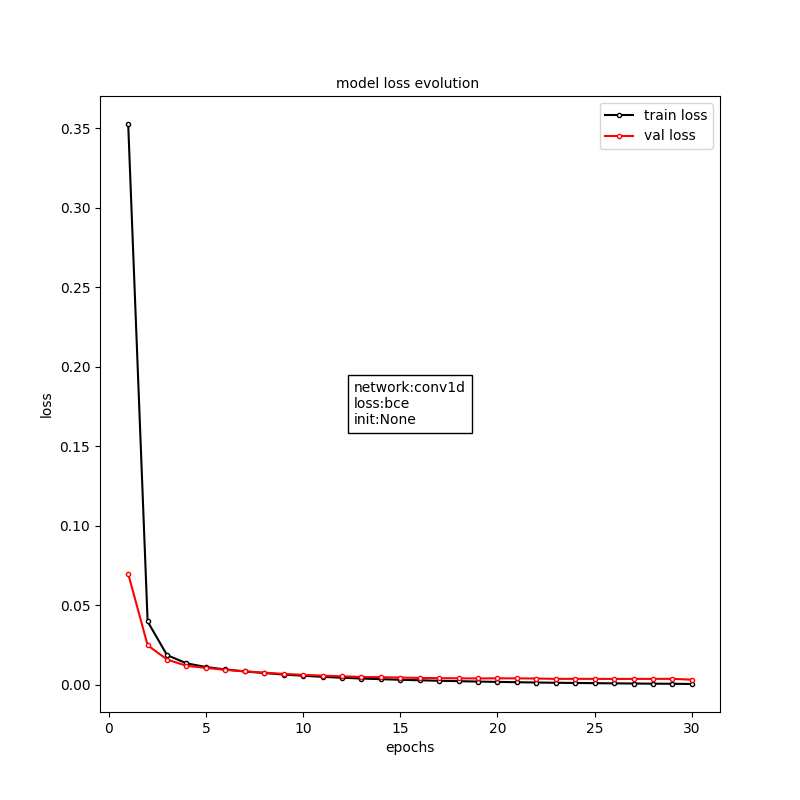 model loss evolution
train loss
val loss
0.35
0.30
0.25
0.20
0.15
0.10
0.05
0.00
loss
network:conv1d
loss:bce
init:None
0
5
10
15
20
25
30
epochs